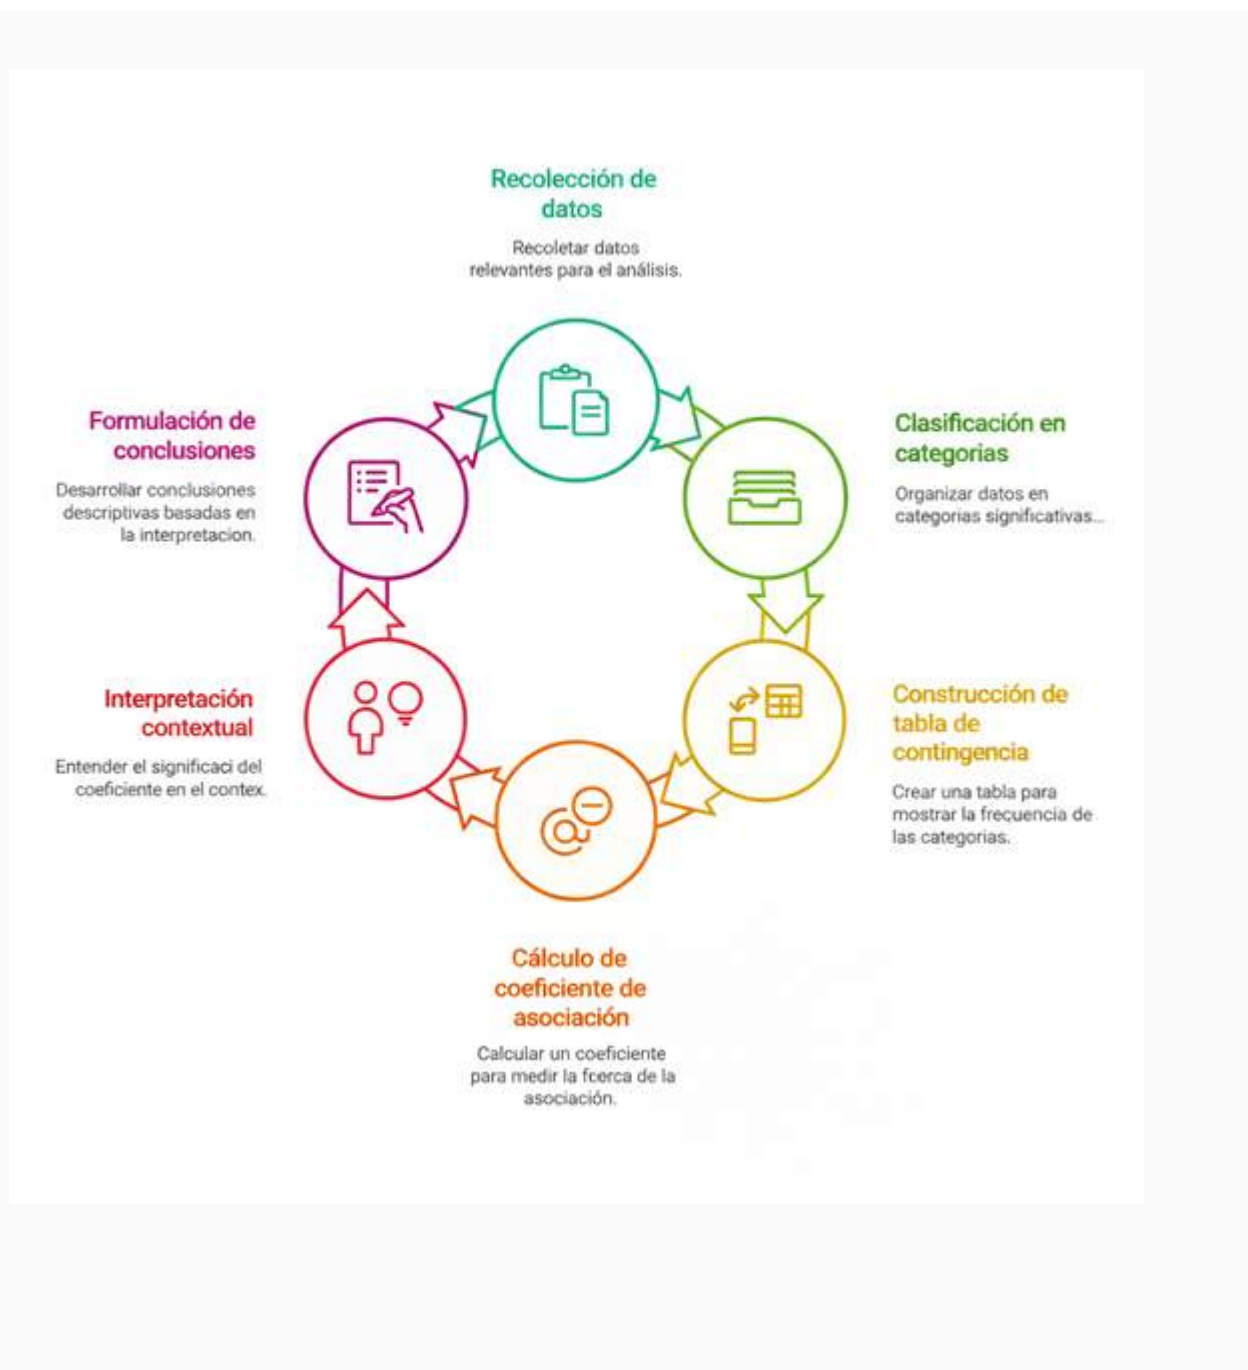 Recolección de
datos
Recoletar datos
relevantes para el análisis.
Clasificación en
categorias
Organizar datos en
categorias significativas...
Construcción de
tabla de
contingencia
Crear una tabla para
mostrar la frecuencia de
las categorias.
Cálculo de
coeficiente de
asociación
Calcular un coeficiente
para medir la fcerca de la
asociación.
Interpretación
contextual
Entender el significaci del
coeficiente en el contex.
Formulación de
conclusiones
Desarrollar conclusiones
descriptivas basadas en
la interpretacion.